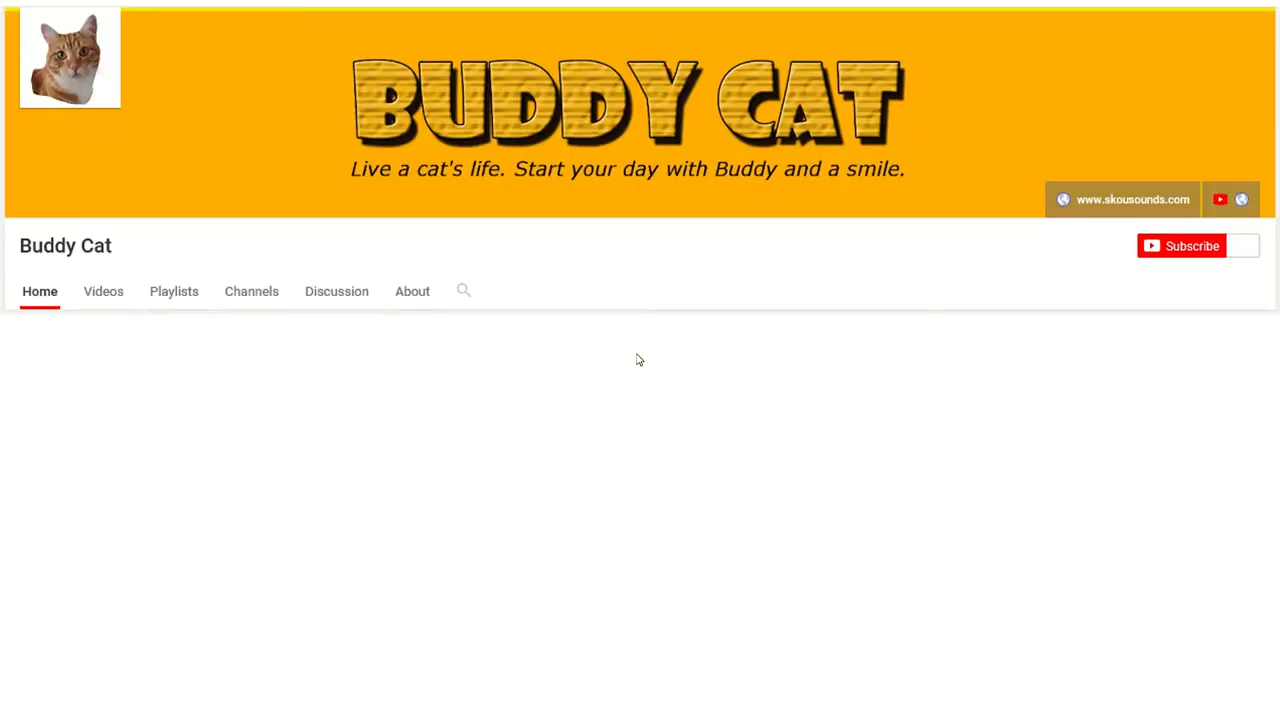 BUDDY CAT
Live a cat's life. Start your day with Buddy and a smile.
www.skousounds.com
Buddy Cat
Subscribe
Home Videos Playlists Channels Discussion About